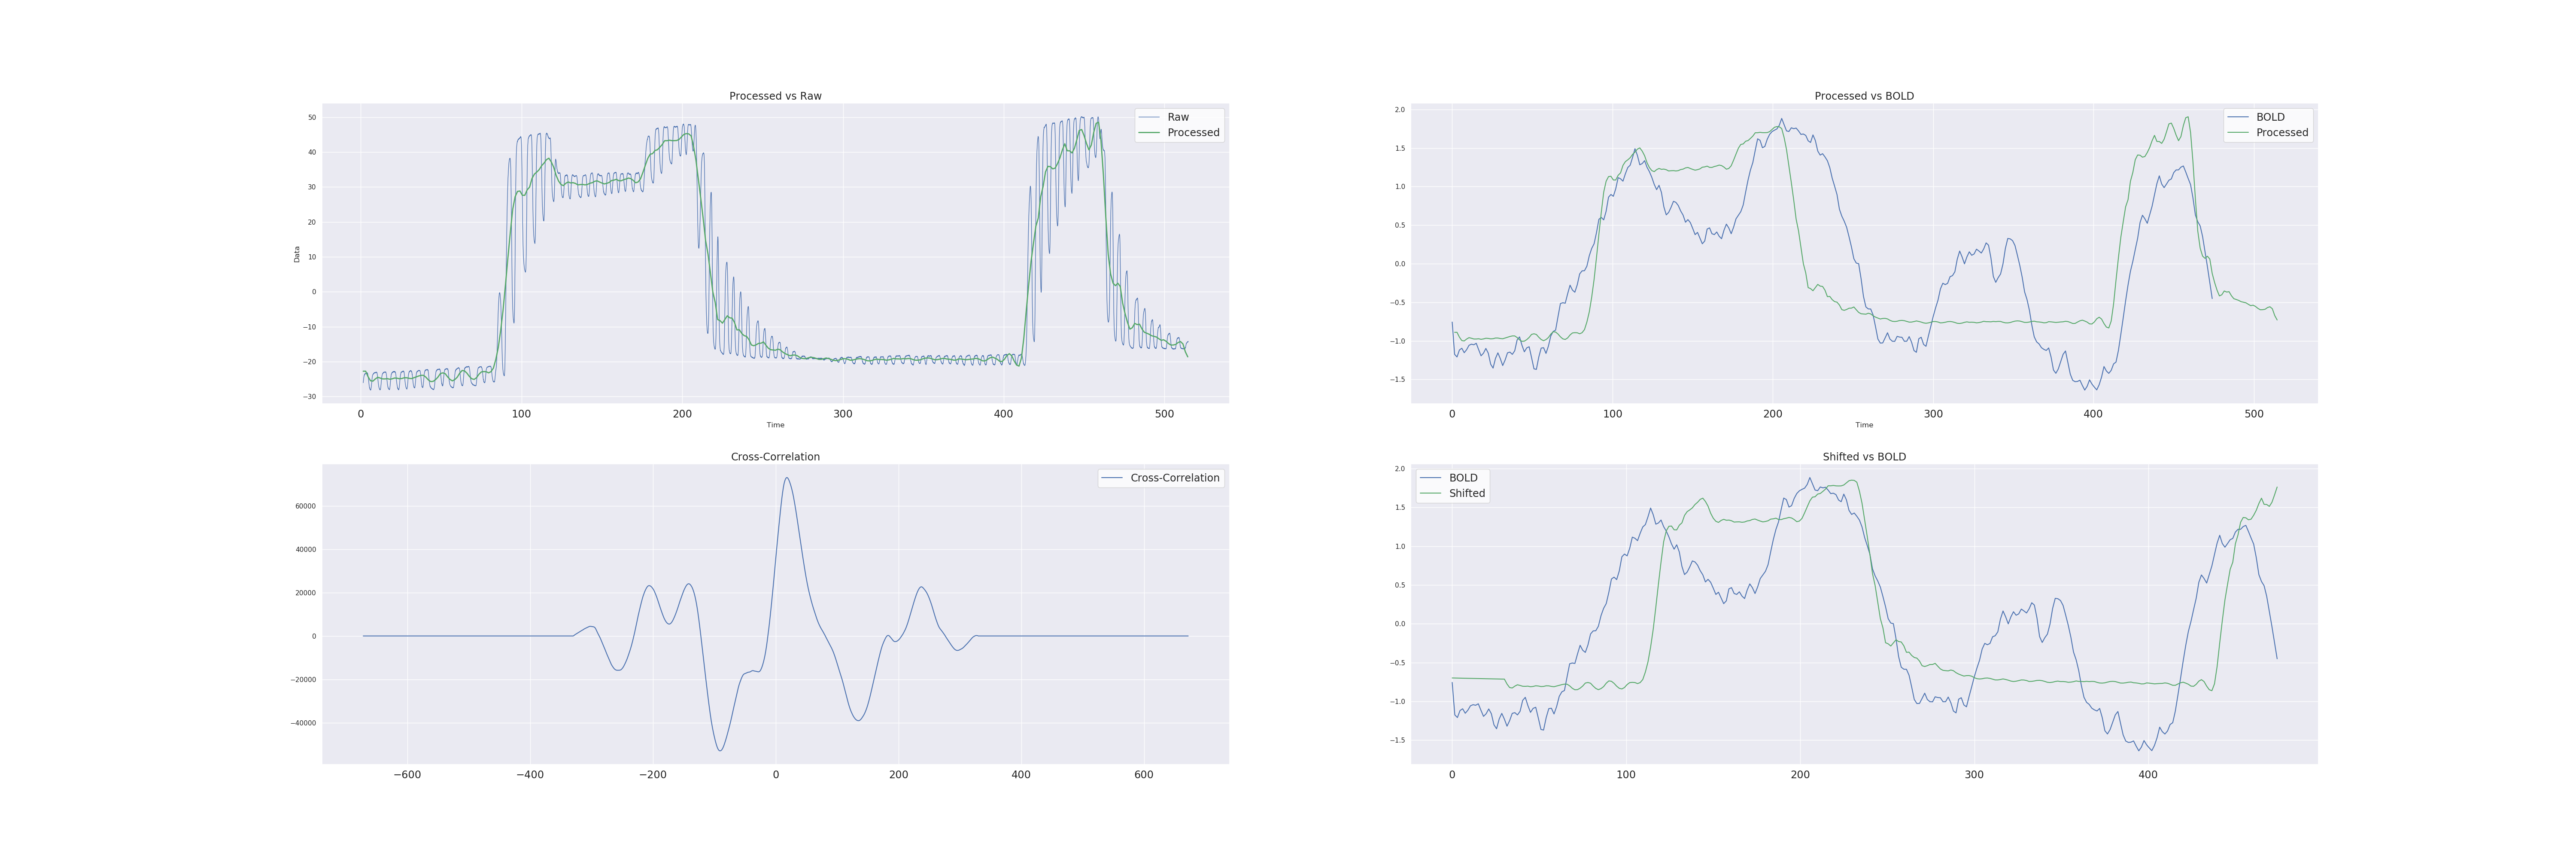 Processed vs Raw
50
40
30
20
10
0
−10
−20
−30
Data
Raw
Processed
0 100 200 300 400 500
Time
Processed vs BOLD
2.0
1.5
1.0
0.5
0.0
−0.5
−1.0
−1.5
BOLD
Processed
0 100 200 300 400 500
Time
Cross-Correlation
60000
40000
20000
0
−20000
−40000
Cross-Correlation
−600 −400 −200 0 200 400 600
Shifted vs BOLD
2.0
1.5
1.0
0.5
0.0
−0.5
−1.0
−1.5
BOLD
Shifted
0 100 200 300 400